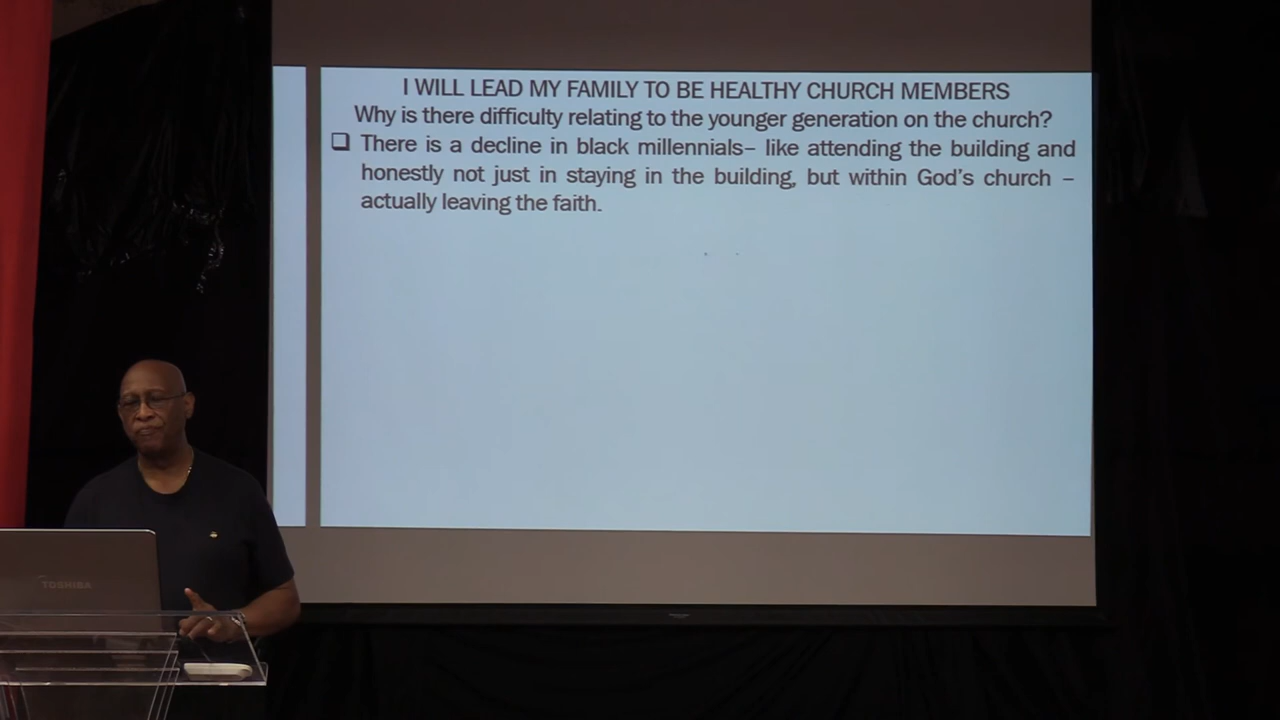 I WILL LEAD MY FAMILY TO BE HEALTHY CHURCH MEMBERS
Why is there difficulty relating to the younger generation on the church?
There is a decline in black millennials– like attending the building and
honestly not just in staying in the building, but within God's church –
actually leaving the faith.
TOSHIBA